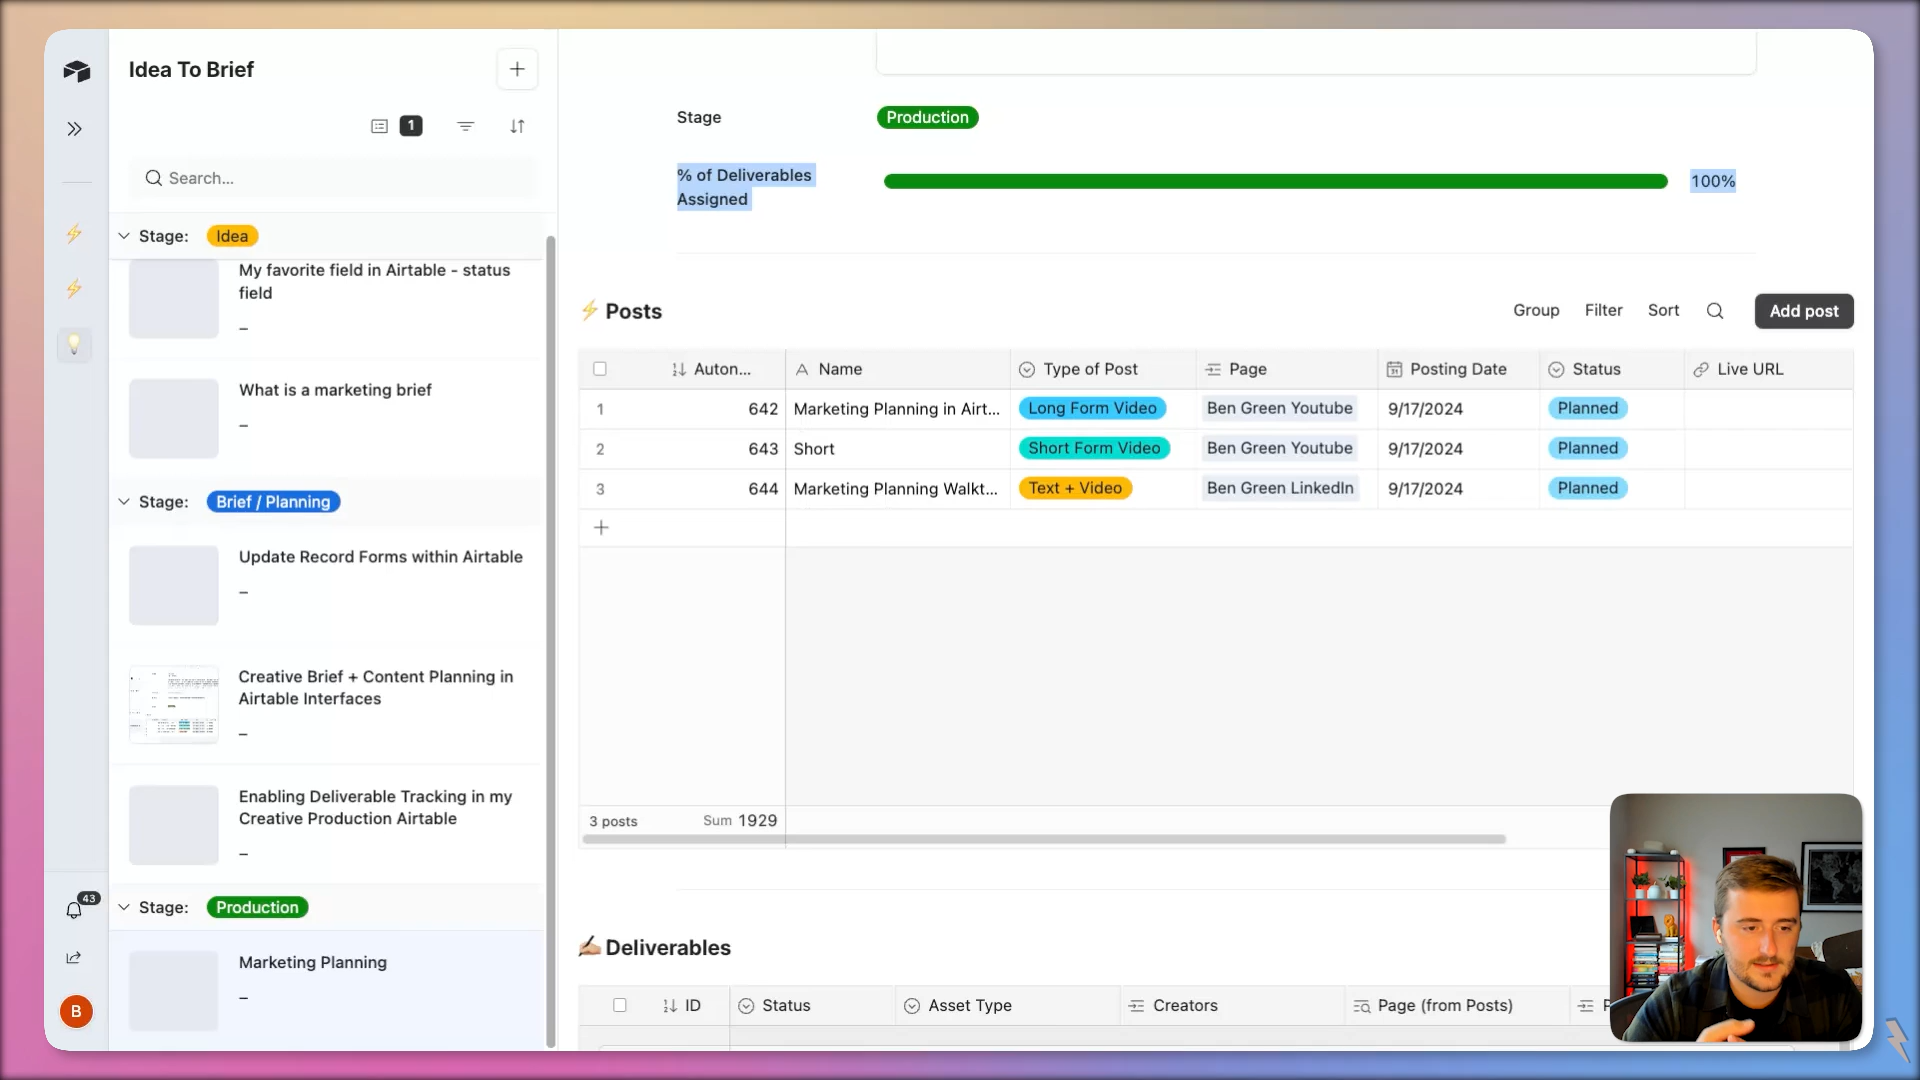 Idea To Brief
1
Search...
Stage: Idea
My favorite field in Airtable - status
field
–
What is a marketing brief
–
Stage: Brief / Planning
Update Record Forms within Airtable
–
Creative Brief + Content Planning in
Airtable Interfaces
–
Enabling Deliverable Tracking in my
Creative Production Airtable
–
Stage: Production
Marketing Planning
–
43
B
Stage Production
% of Deliverables
Assigned
100%
Posts Group Filter Sort Add post
Auton... Name Type of Post Page Posting Date Status Live URL
1 642 Marketing Planning in Airt... Long Form Video Ben Green Youtube 9/17/2024 Planned
2 643 Short Short Form Video Ben Green Youtube 9/17/2024 Planned
3 644 Marketing Planning Walkt... Text + Video Ben Green LinkedIn 9/17/2024 Planned
+
3 posts Sum 1929
Deliverables
ID Status Asset Type Creators Page (from Posts)